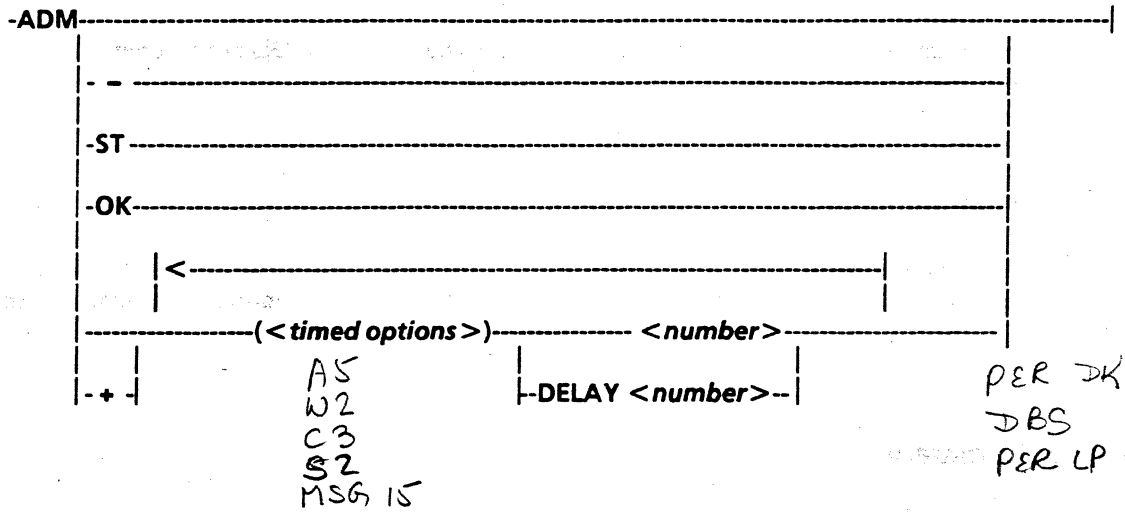 -ADM
- -
-ST
-OK
<
(<timed options>) <number>
- + - -DELAY <number>--
A5
W2
C3
S2
MSG 15
PER DK
DBS
PER LP